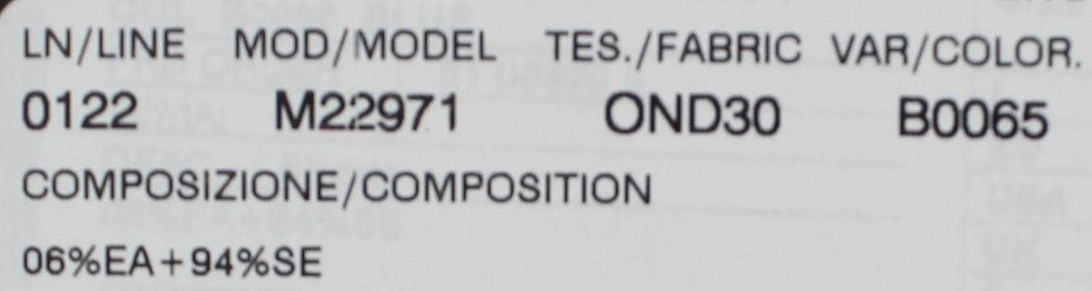 LN/LINE MOD/MODEL TES./FABRIC VAR/COLOR.
0122 M22971 OND30 B0065
COMPOSIZIONE/COMPOSITION
06%EA+94%SE